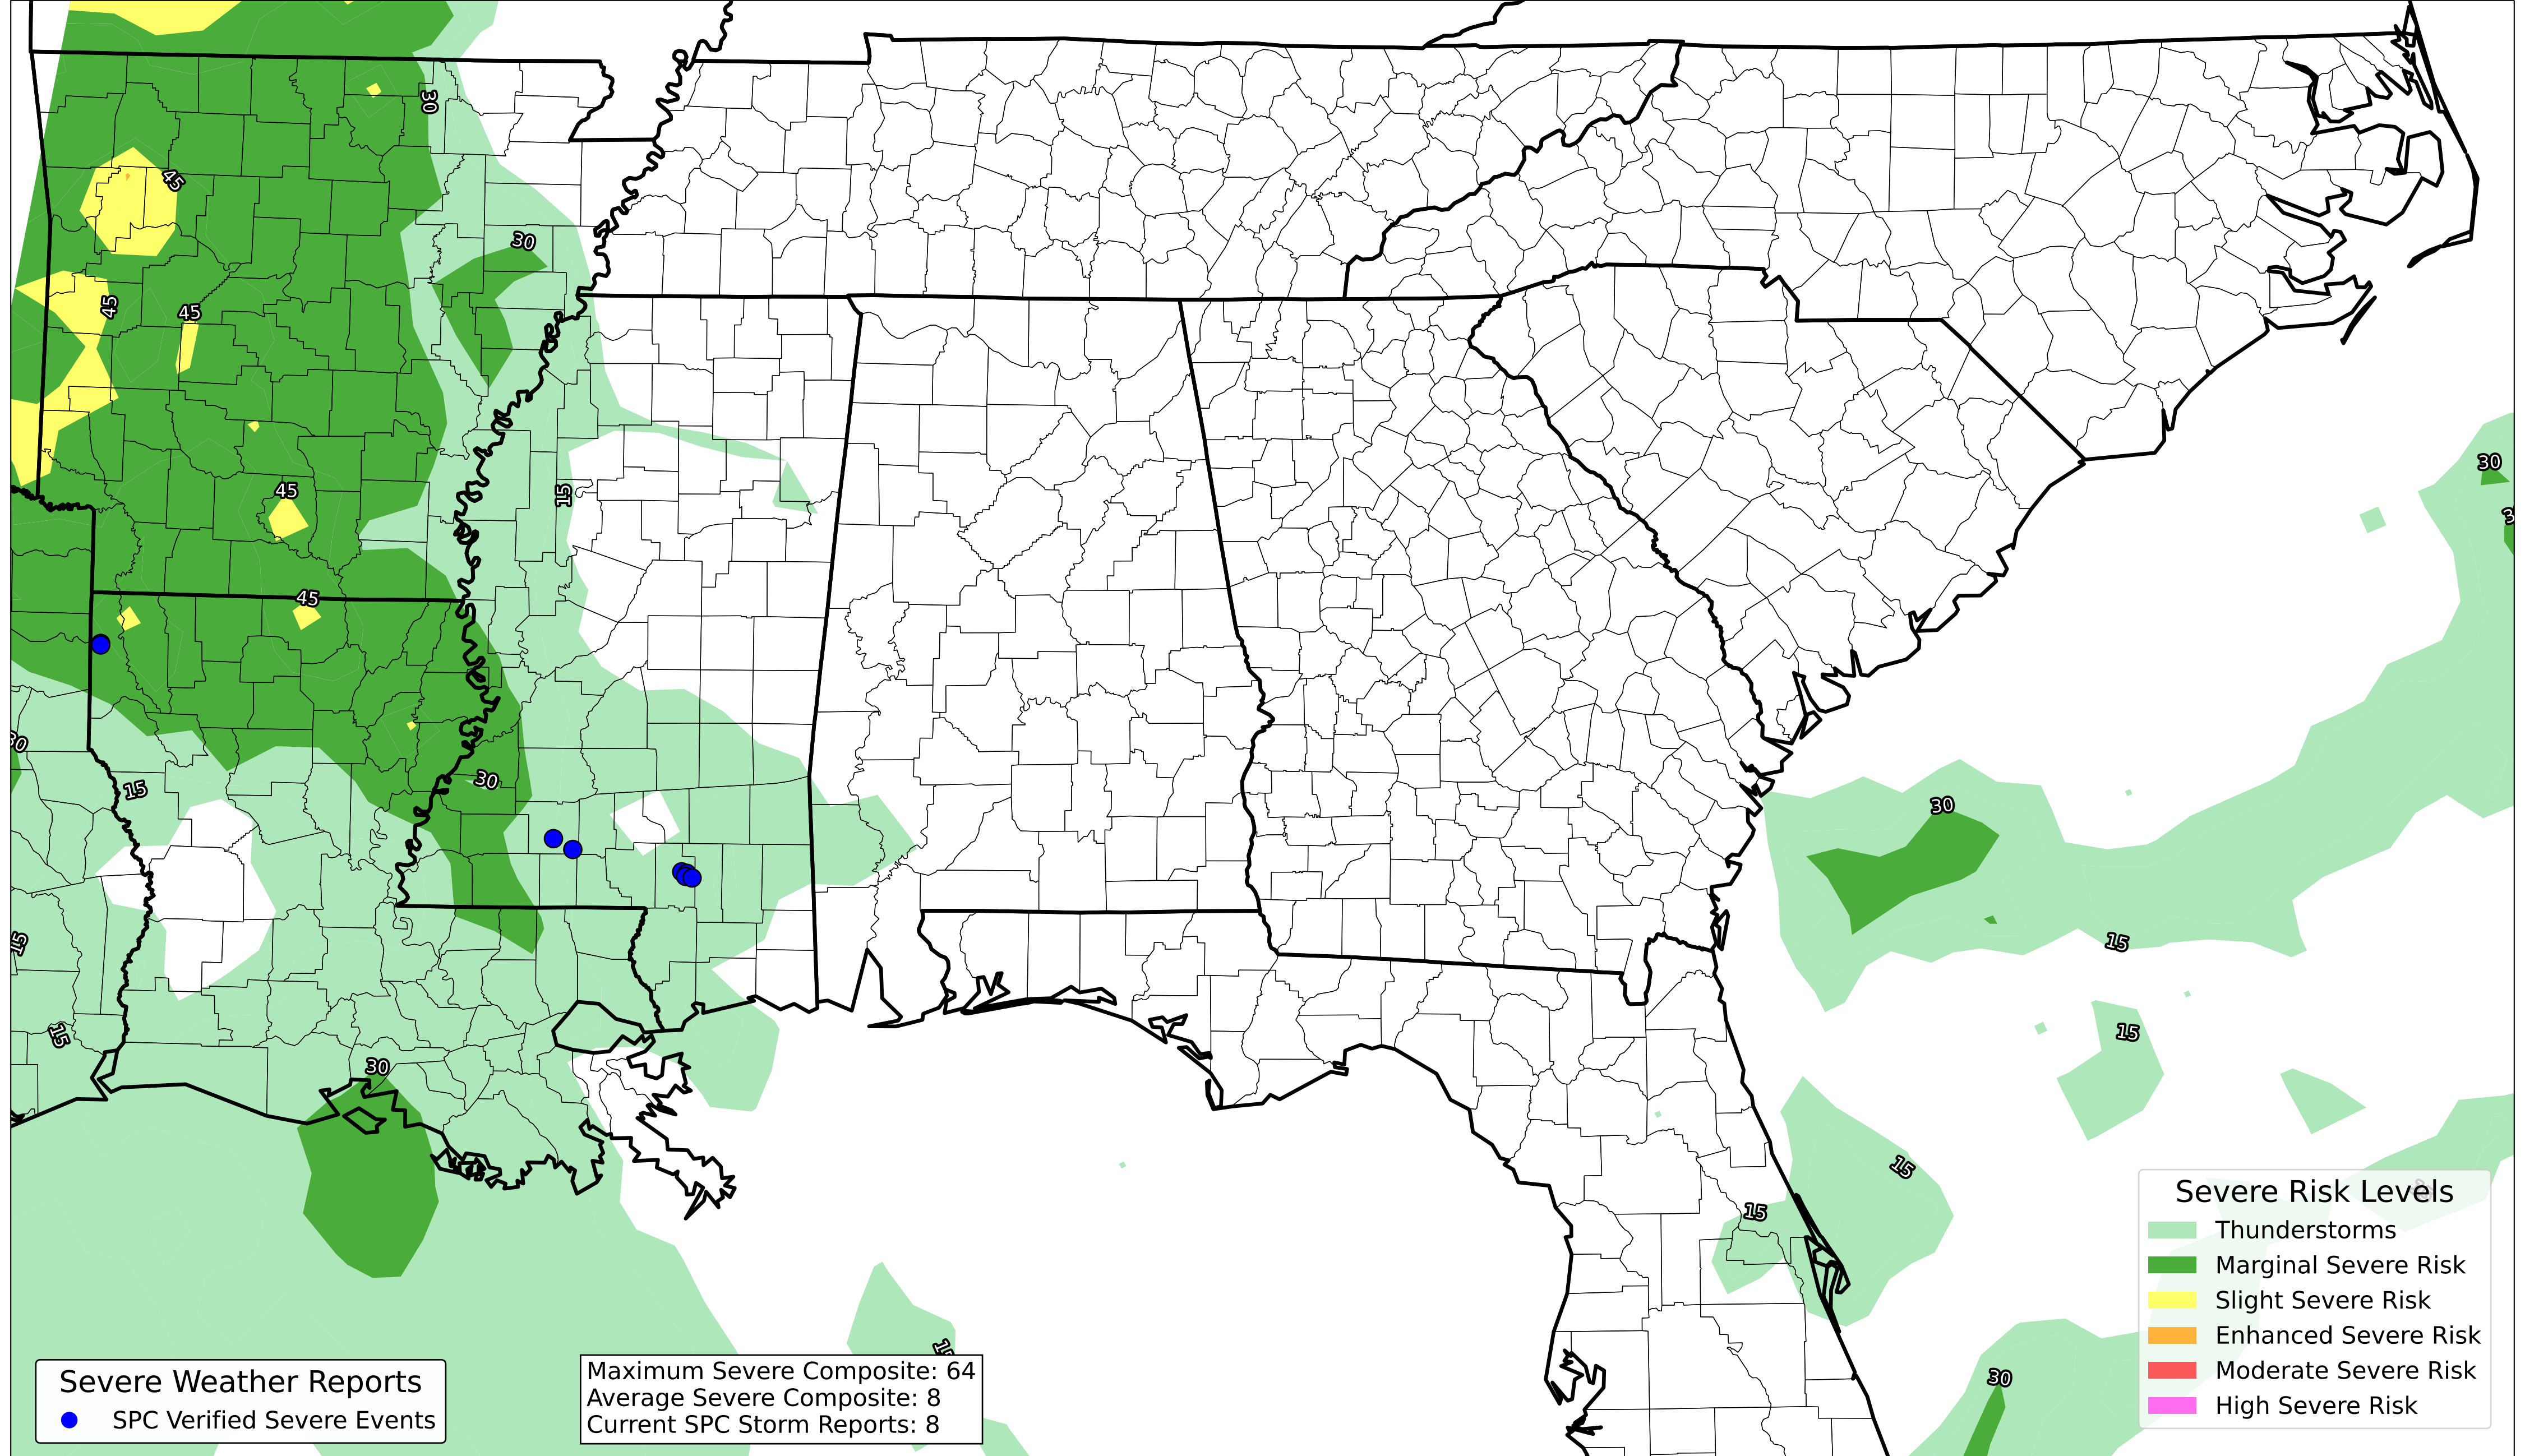 30
45
30
45
45
30
45
15
3
45
30
15
30
30
15
15
15
15
30
15
15
15
30
Severe Risk Levels
Thunderstorms
Marginal Severe Risk
Slight Severe Risk
Enhanced Severe Risk
Moderate Severe Risk
High Severe Risk
Severe Weather Reports
SPC Verified Severe Events
Maximum Severe Composite: 64
Average Severe Composite: 8
Current SPC Storm Reports: 8